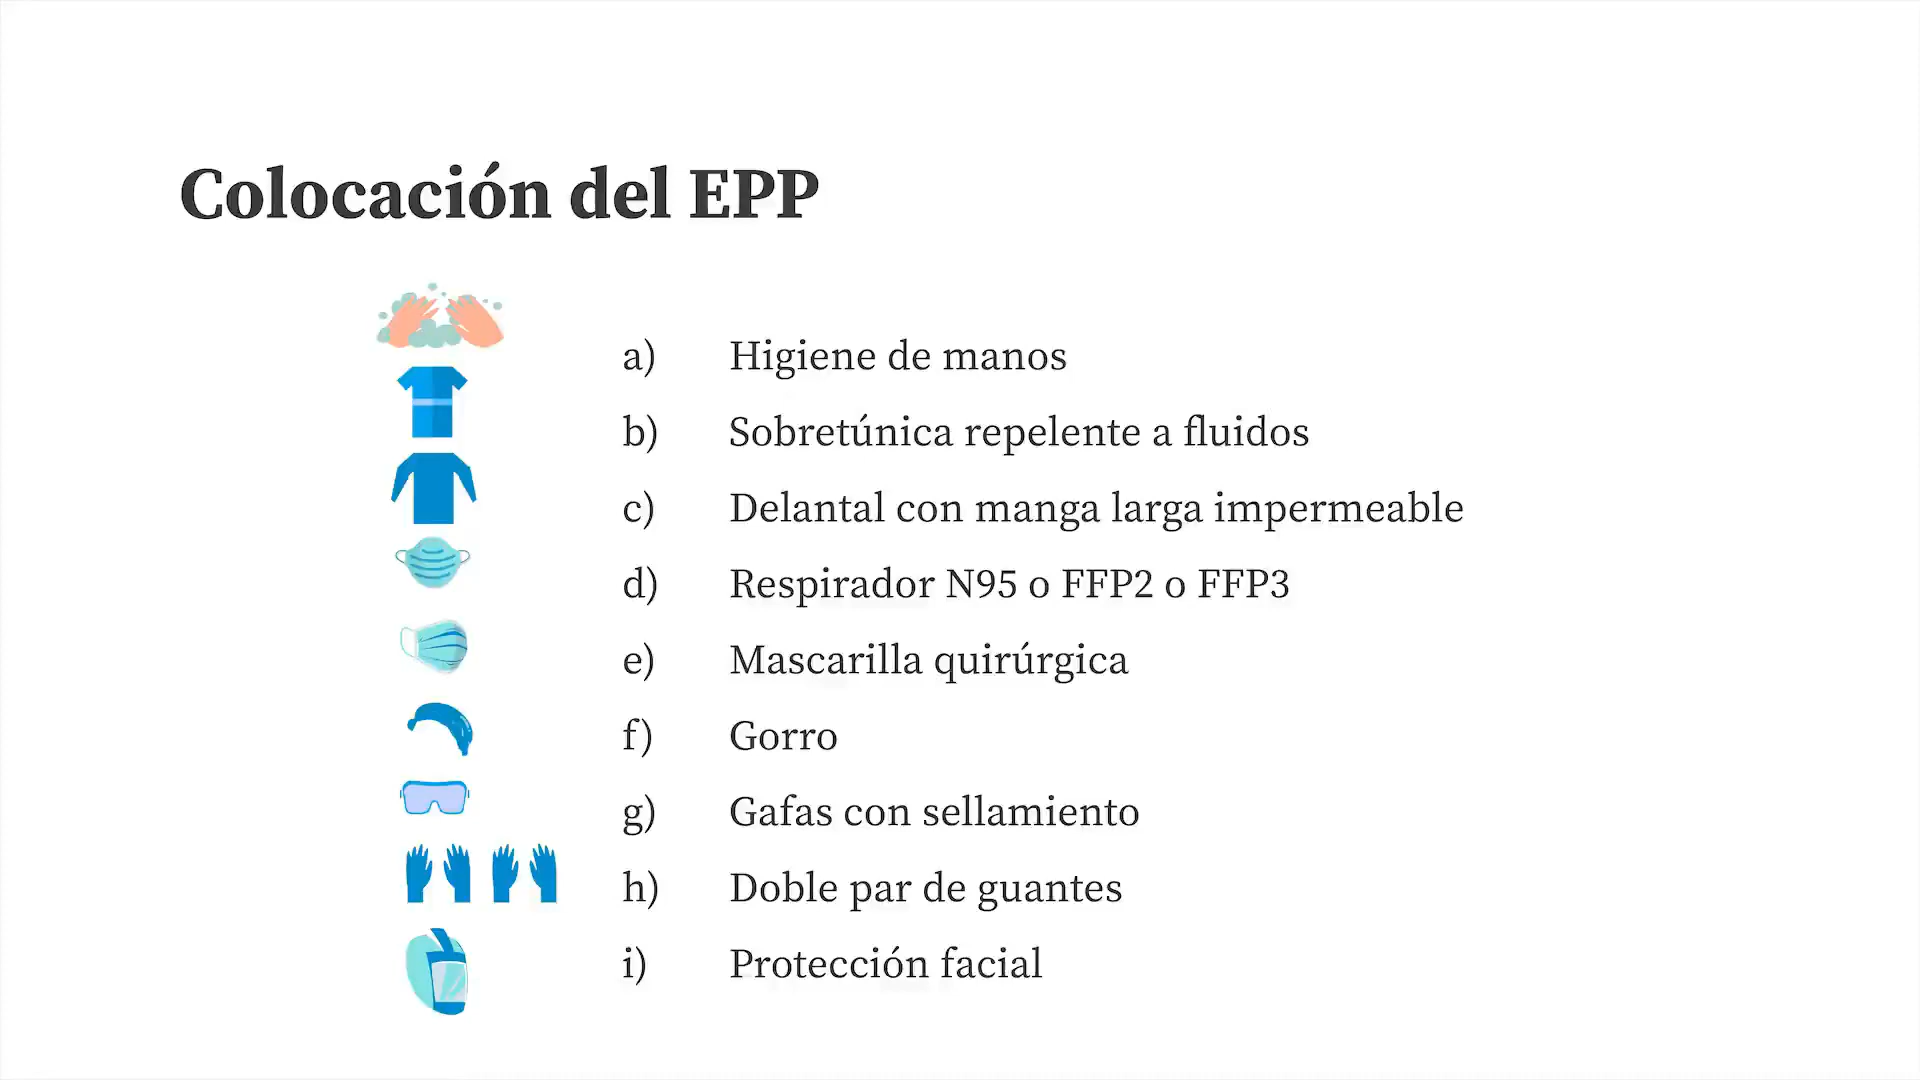 Colocación del EPP
a) Higiene de manos
b) Sobretúnica repelente a fluidos
c) Delantal con manga larga impermeable
d) Respirador N95 o FFP2 o FFP3
e) Mascarilla quirúrgica
f) Gorro
g) Gafas con sellamiento
h) Doble par de guantes
i) Protección facial